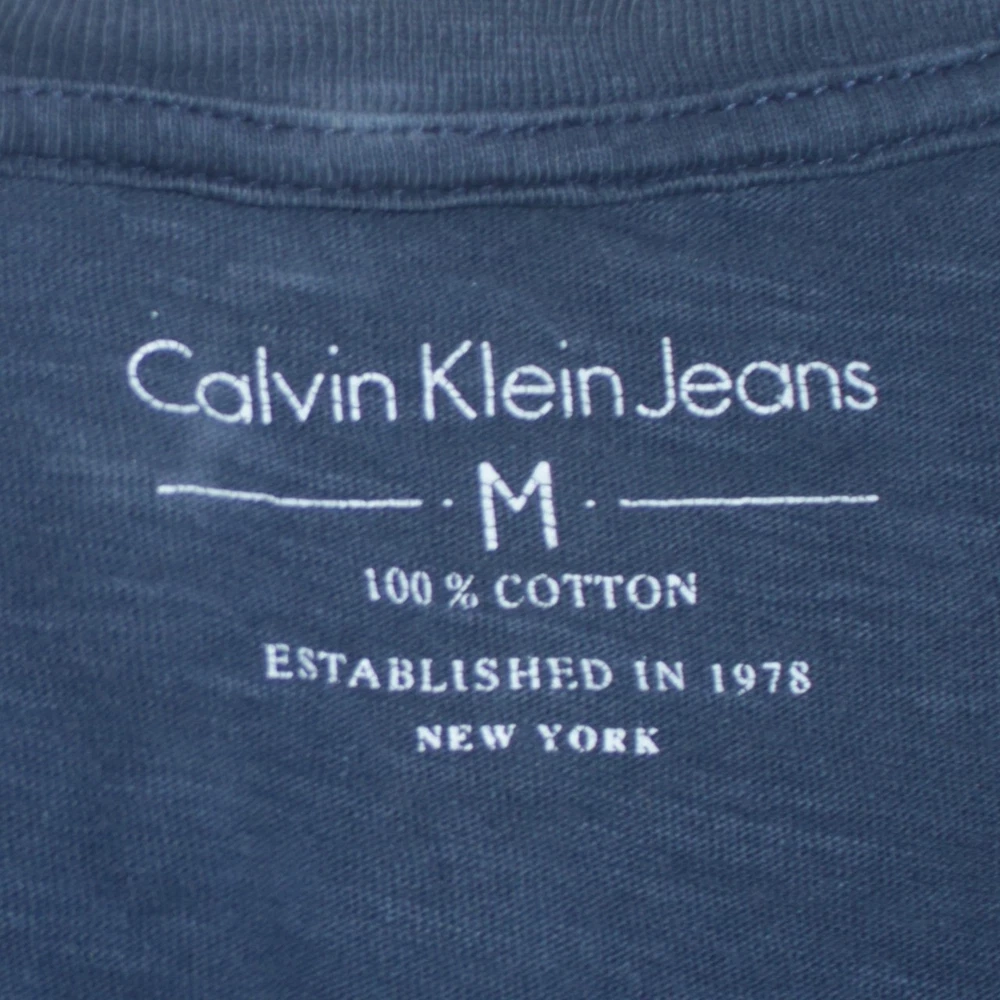 Calvin Klein Jeans
· M ·
100 % COTTON
ESTABLISHED IN 1978
NEW YORK